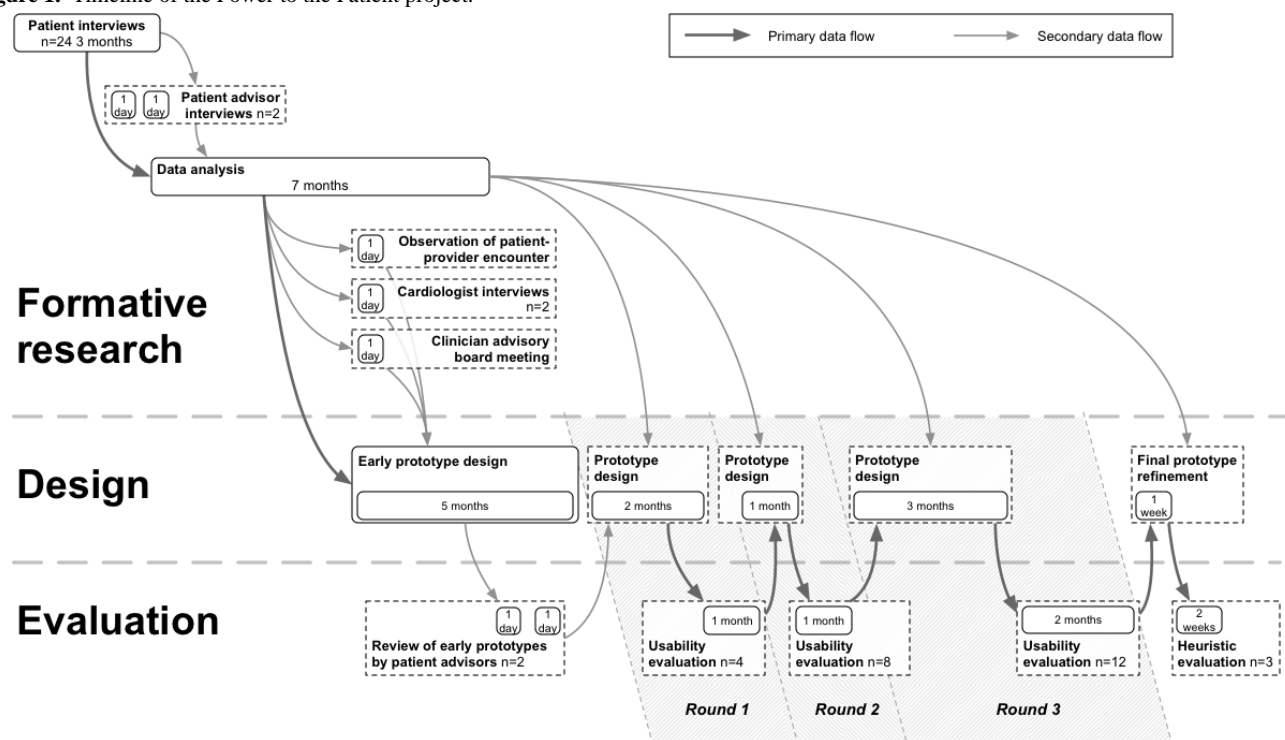 Figure 1. Timeline of the Power to the Patient project.
Patient interviews
n=24 3 months
Primary data flow
Secondary data flow
1
day
1
day
Patient advisor
interviews n=2
Data analysis
7 months
1
day
Observation of patient-
provider encounter
1
day
Cardiologist interviews
n=2
1
day
Clinician advisory
board meeting
Formative
research
Design
Early prototype design
5 months
Prototype
design
2 months
Prototype
design
1 month
Prototype
design
3 months
Final prototype
refinement
1
week
Evaluation
1
day
1
day
Review of early prototypes
by patient advisors n=2
1 month
Usability
evaluation n=4
1 month
Usability
evaluation n=8
2 months
Usability
evaluation n=12
2
weeks
Heuristic
evaluation n=3
Round 1
Round 2
Round 3